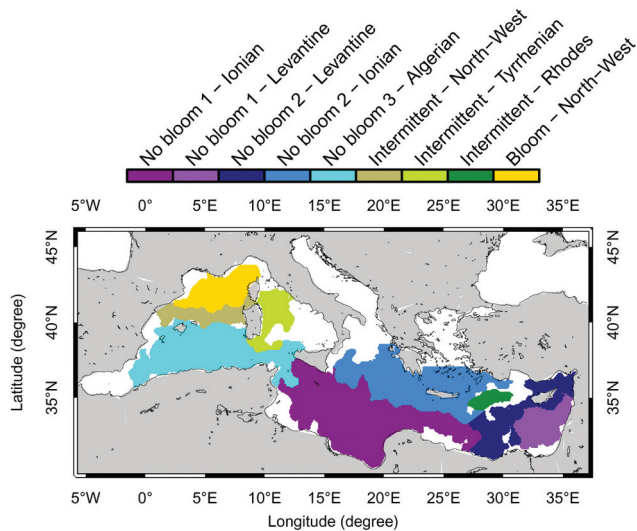 No bloom 1 – Ionian
No bloom 1 – Levantine
No bloom 2 – Levantine
No bloom 2 – Ionian
No bloom 3 – Algerian
Intermittent – North–West
Intermittent – Tyrrhenian
Intermittent – Rhodes
Bloom – North–West
5°W 0° 5°E 10°E 15°E 20°E 25°E 30°E 35°E
45°N 45°N
40°N 40°N
35°N 35°N
Latitude (degree)
5°W 0° 5°E 10°E 15°E 20°E 25°E 30°E 35°E
Longitude (degree)